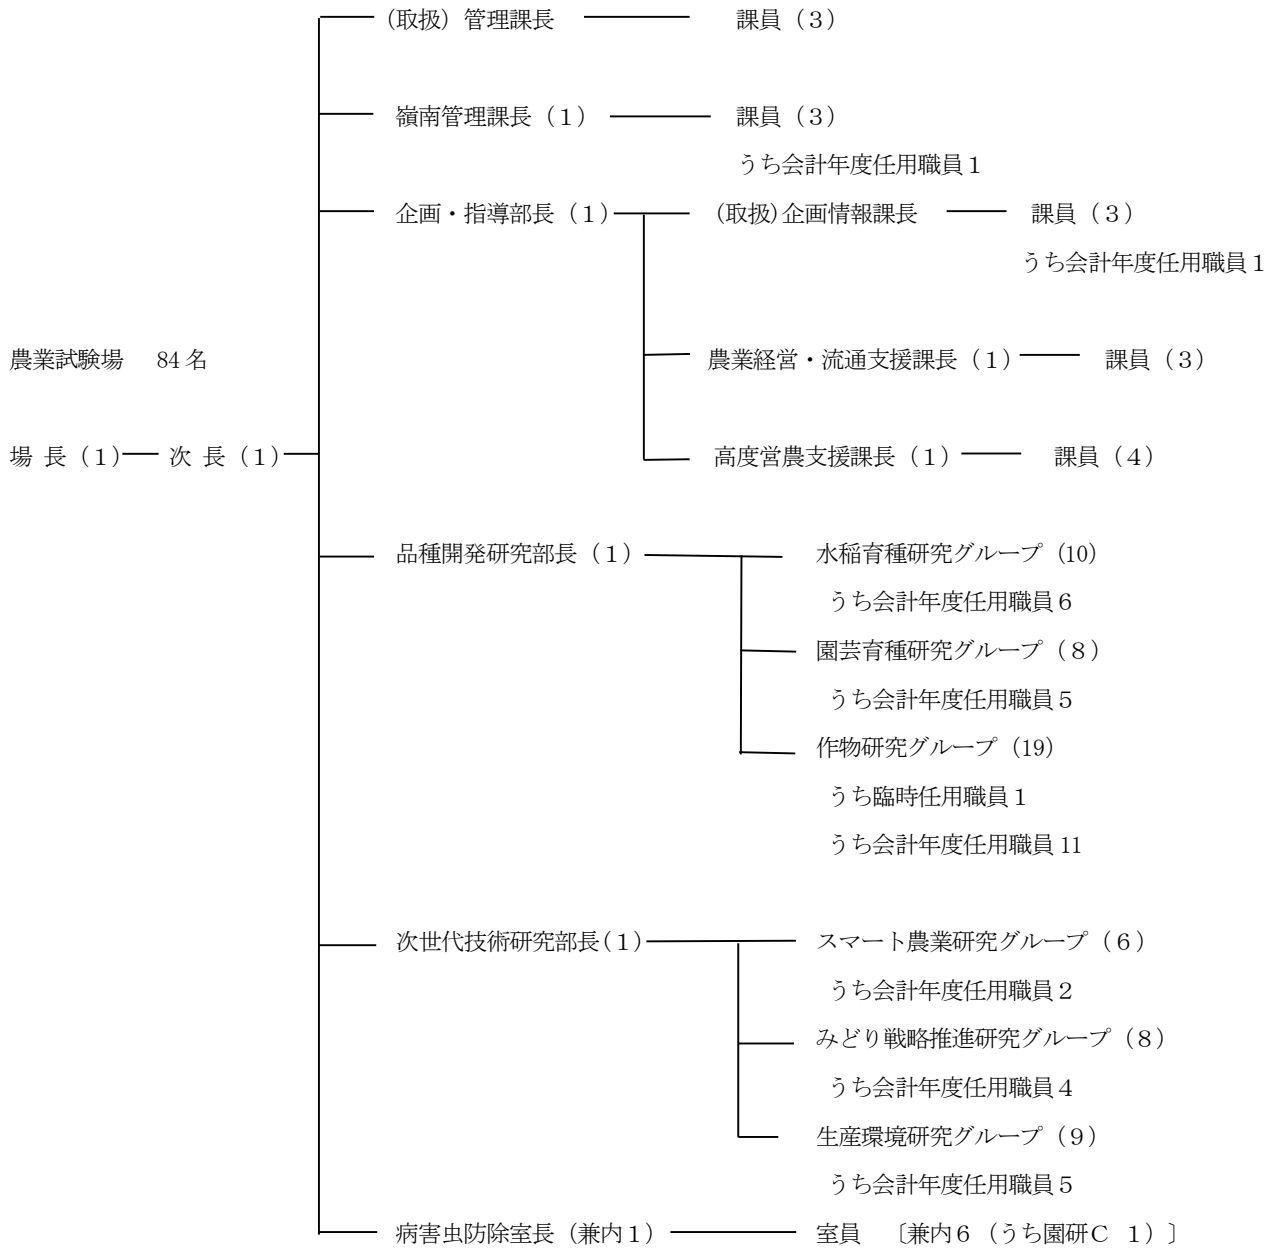 (取扱) 管理課長 課員（３）
嶺南管理課長（１） 課員（３）
うち会計年度任用職員１
企画・指導部長（１） (取扱)企画情報課長 課員（３）
うち会計年度任用職員１
農業試験場 84名 農業経営・流通支援課長（１） 課員（３）
場 長（１） 次 長（１） 高度営農支援課長（１） 課員（４）
品種開発研究部長（１） 水稲育種研究グループ (10)
うち会計年度任用職員６
園芸育種研究グループ（８）
うち会計年度任用職員５
作物研究グループ (19)
うち臨時任用職員１
うち会計年度任用職員 11
次世代技術研究部長(１) スマート農業研究グループ（６）
うち会計年度任用職員２
みどり戦略推進研究グループ（８）
うち会計年度任用職員４
生産環境研究グループ（９）
うち会計年度任用職員５
病害虫防除室長（兼内１） 室員 〔兼内６（うち園研Ｃ １）〕